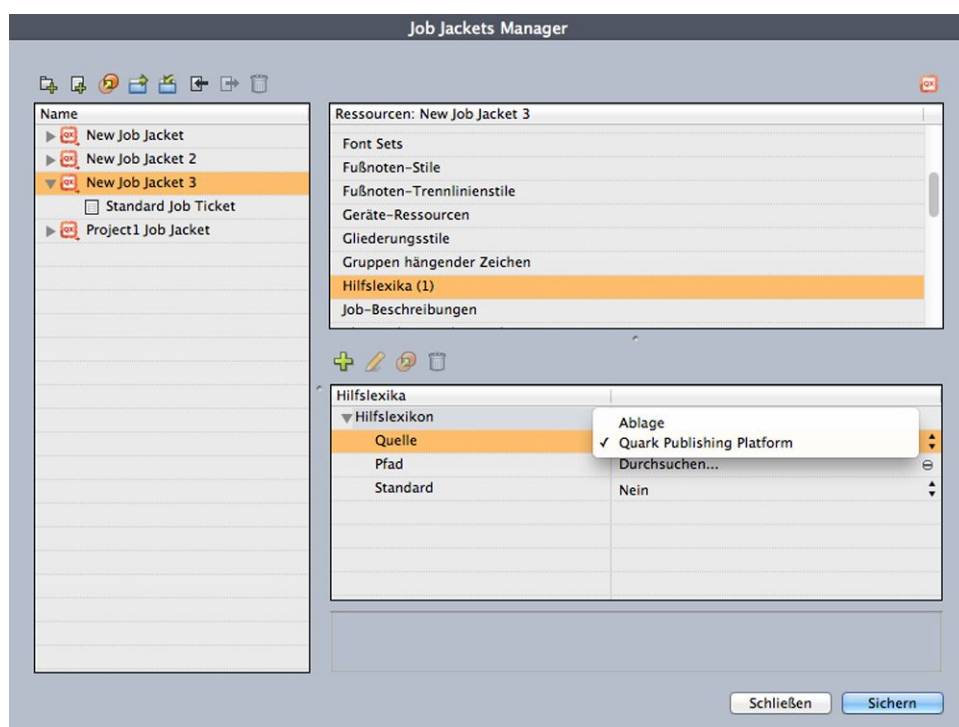 Job Jackets Manager
Name
New Job Jacket
New Job Jacket 2
New Job Jacket 3
Standard Job Ticket
Project1 Job Jacket
Ressourcen: New Job Jacket 3
Font Sets
Fußnoten-Stile
Fußnoten-Trennlinienstile
Geräte-Ressourcen
Gliederungsstile
Gruppen hängender Zeichen
Hilfslexika (1)
Job-Beschreibungen
Hilfslexika
Hilfslexikon
Ablage
Quelle
✓ Quark Publishing Platform
Pfad
Durchsuchen...
Standard
Nein
Schließen
Sichern